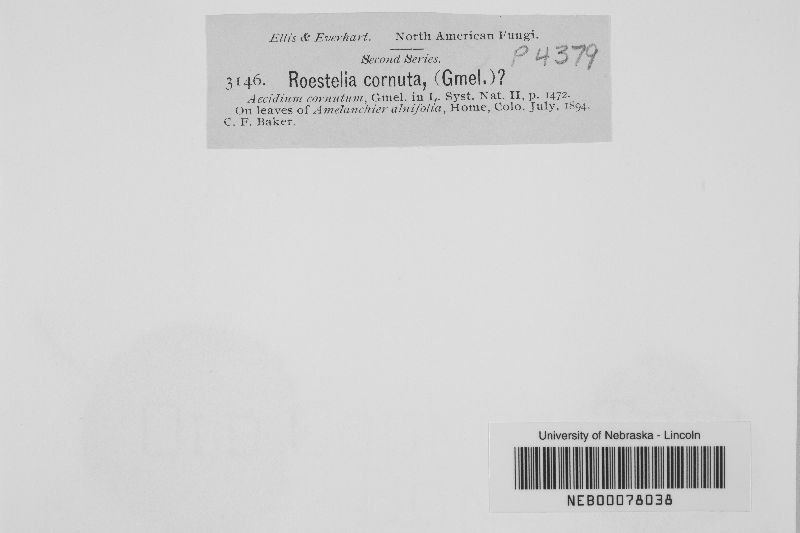 Ellis & Everhart. North American Fungi.
Second Series.
P 4379
3146. Roestelia cornuta, (Gmel.)?
Aecidium cornutum, Gmel. in L. Syst. Nat. II, p. 1472.
On leaves of Amelanchier alnifolia, Home, Colo. July, 1894.
C. F. Baker.
University of Nebraska - Lincoln
NEB00078038